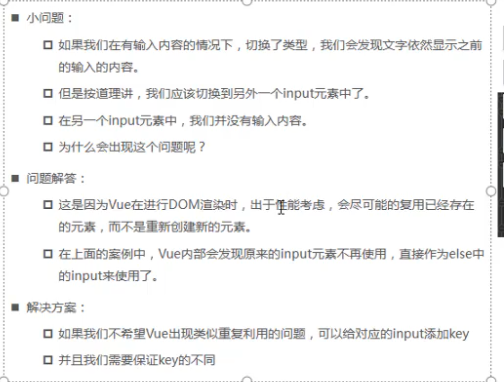 小问题：
如果我们在有输入内容的情况下，切换了类型，我们会发现文字依然显示之前
的输入的内容。
但是按道理讲，我们应该切换到另外一个input元素中了。
在另一个input元素中，我们并没有输入内容。
为什么会出现这个问题呢？
问题解答：
这是因为Vue在进行DOM渲染时，出于性能考虑，会尽可能的复用已经存在
的元素，而不是重新创建新的元素。
在上面的案例中，Vue内部会发现原来的input元素不再使用，直接作为else中
的input来使用了。
解决方案：
如果我们不希望Vue出现类似重复利用的问题，可以给对应的input添加key
并且我们需要保证key的不同